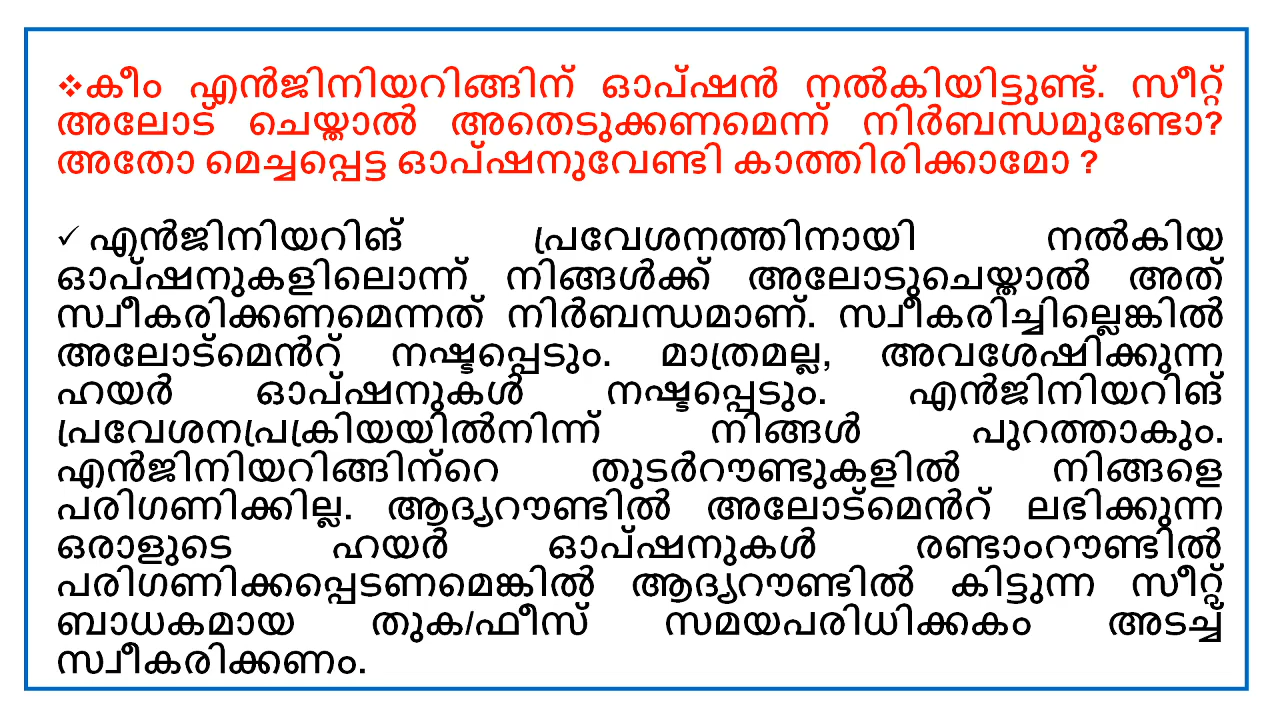 ❖കീം എൻജിനിയറിങ്ങിന് ഓപ്ഷൻ നൽകിയിട്ടുണ്ട്. സീറ്റ്
അലോട് ചെയ്താൽ അതെടുക്കണമെന്ന് നിർബന്ധമുണ്ടോ?
അതോ മെച്ചപ്പെട്ട ഓപ്ഷനുവേണ്ടി കാത്തിരിക്കാമോ ?
✓ എൻജിനിയറിങ് പ്രവേശനത്തിനായി നൽകിയ
ഓപ്ഷനുകളിലൊന്ന് നിങ്ങൾക്ക് അലോടുചെയ്താൽ അത്
സ്വീകരിക്കണമെന്നത് നിർബന്ധമാണ്. സ്വീകരിച്ചില്ലെങ്കിൽ
അലോട്മെൻറ് നഷ്ടപ്പെടും. മാത്രമല്ല, അവശേഷിക്കുന്ന
ഹയർ ഓപ്ഷനുകൾ നഷ്ടപ്പെടും. എൻജിനിയറിങ്
പ്രവേശനപ്രക്രിയയിൽനിന്ന് നിങ്ങൾ പുറത്താകും.
എൻജിനിയറിങ്ങിന്റെ തുടർറൗണ്ടുകളിൽ നിങ്ങളെ
പരിഗണിക്കില്ല. ആദ്യറൗണ്ടിൽ അലോട്മെൻറ് ലഭിക്കുന്ന
ഒരാളുടെ ഹയർ ഓപ്ഷനുകൾ രണ്ടാംറൗണ്ടിൽ
പരിഗണിക്കപ്പെടണമെങ്കിൽ ആദ്യറൗണ്ടിൽ കിട്ടുന്ന സീറ്റ്
ബാധകമായ തുക/ഫീസ് സമയപരിധിക്കകം അടച്ച്
സ്വീകരിക്കണം.